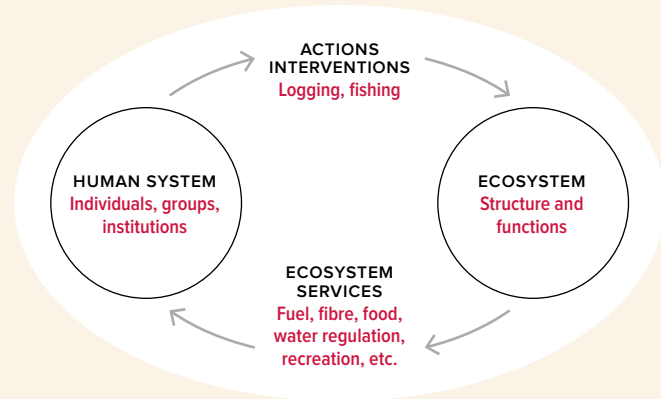 ACTIONS
INTERVENTIONS
Logging, fishing
HUMAN SYSTEM
Individuals, groups,
institutions
ECOSYSTEM
Structure and
functions
ECOSYSTEM
SERVICES
Fuel, fibre, food,
water regulation,
recreation, etc.